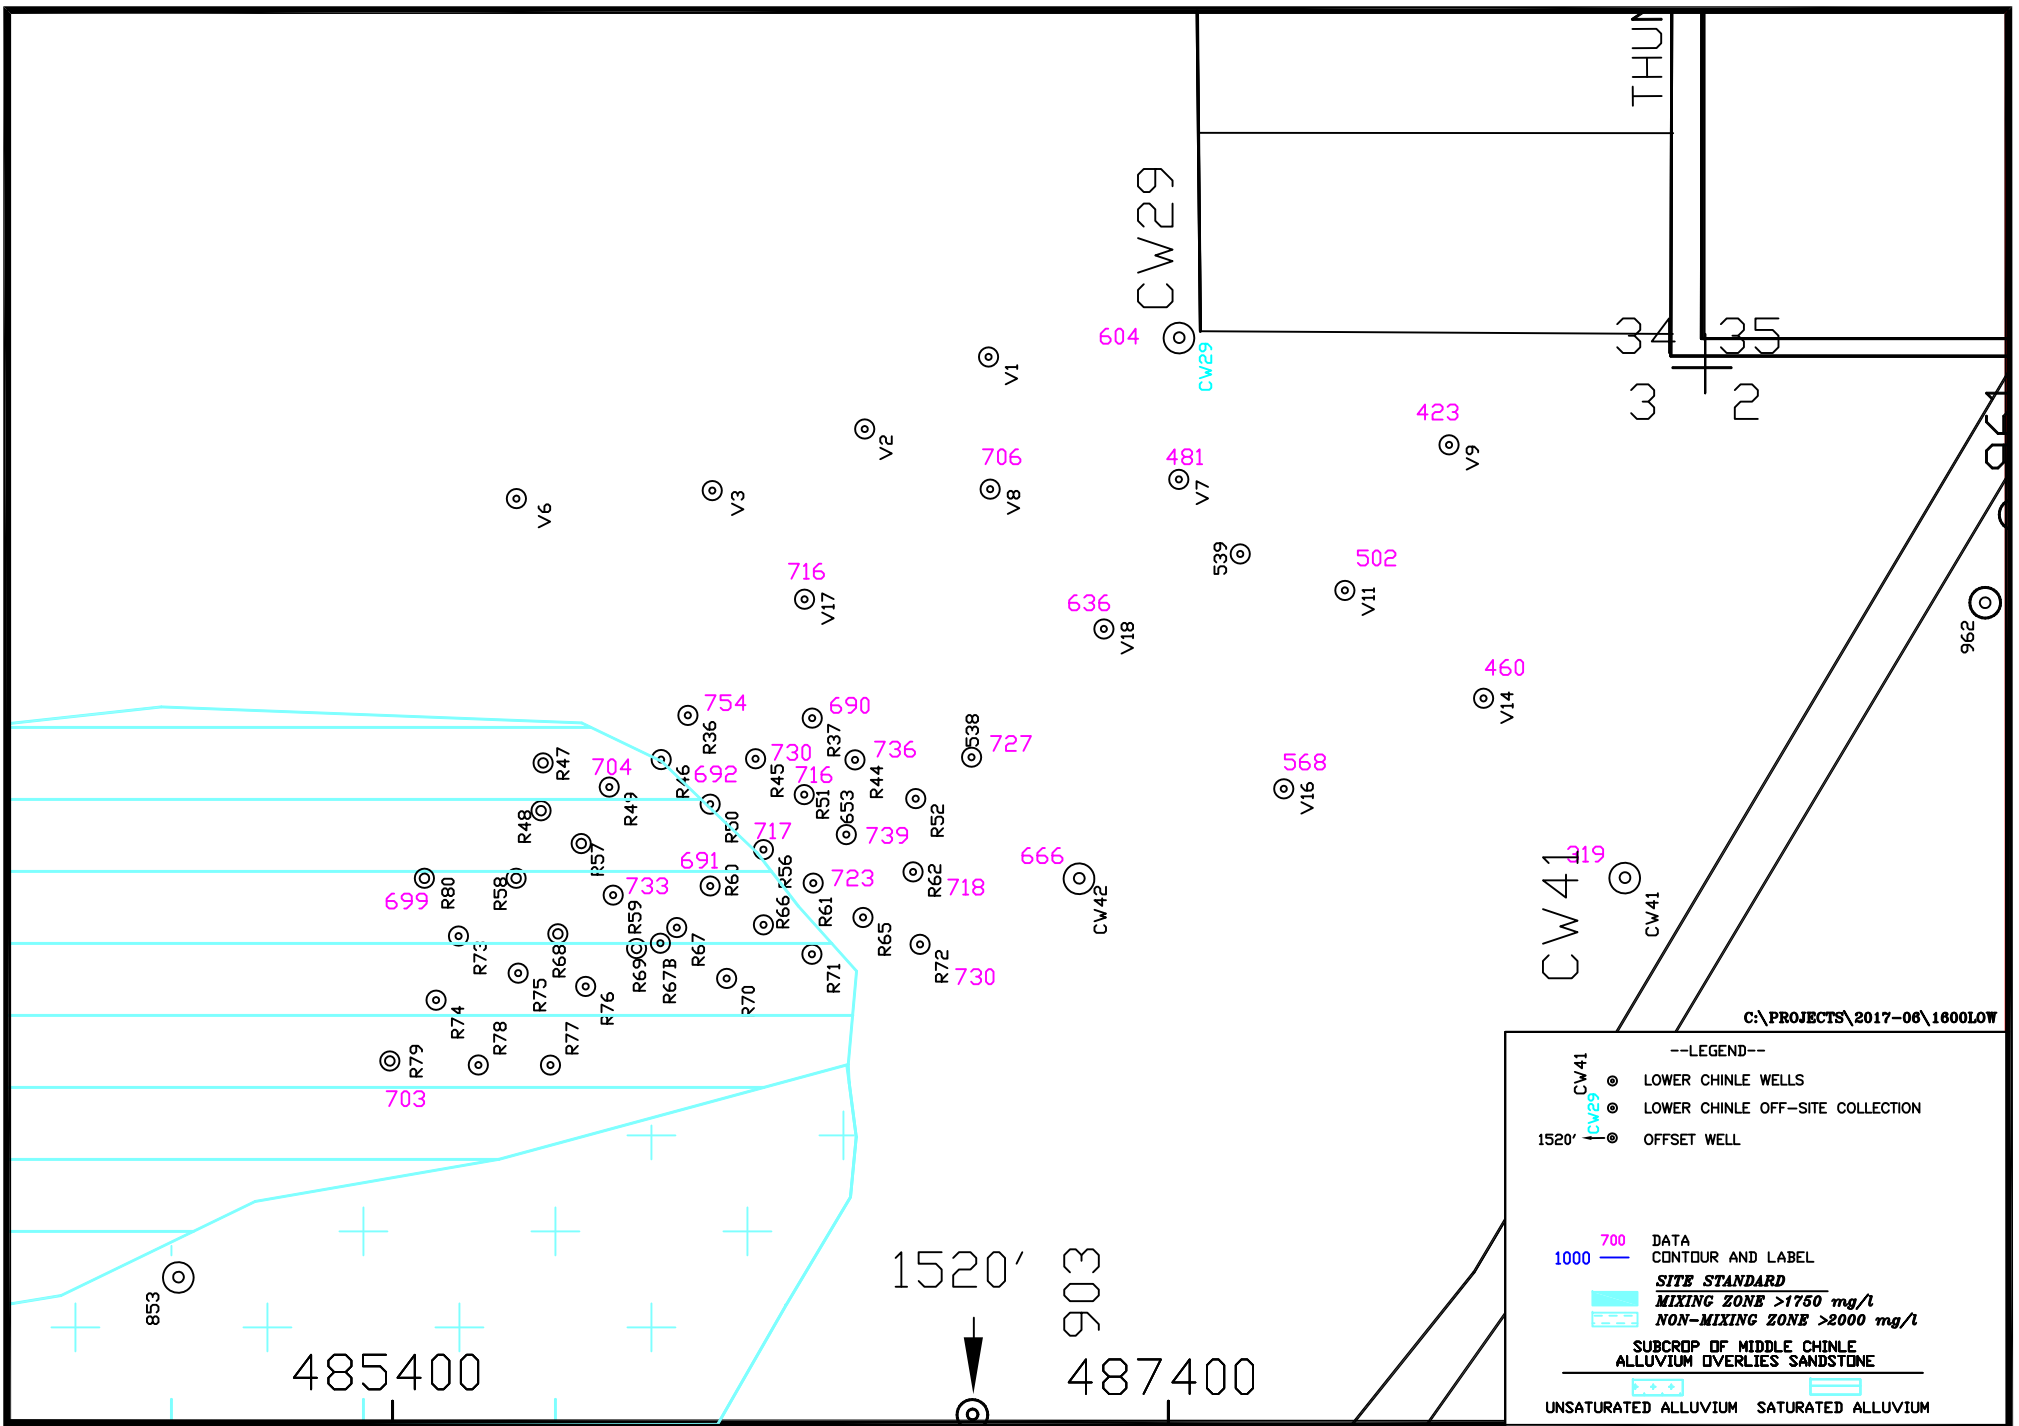 THUN
CW29
604
CW29
34 35
3 2
V1
423
V2
706
481
V9
V6
V3
V8
V7
539
502
716
V17
636
V11
V18
962
460
754
690
V14
R36
R37
538
727
R47
704
R46
692
730
R45
736
R44
716
568
R49
R51
653
R52
V16
R48
R50
717
739
R57
691
R56
666
CW41
319
R80
R58
733
R60
723
R62
718
699
R59
R61
CW42
CW41
R66
R65
R73
R68
R69
R67B
R67
R71
R72
730
R75
R76
R70
R74
R78
R77
R79
703
853
1520'
903
485400
487400
C:\PROJECTS\2017-06\1600LOW
--LEGEND--
CW41 LOWER CHINLE WELLS
CW29 LOWER CHINLE OFF-SITE COLLECTION
1520' OFFSET WELL
700 DATA
1000 CONTOUR AND LABEL
SITE STANDARD
MIXING ZONE >1750 mg/l
NON-MIXING ZONE >2000 mg/l
SUBCROP OF MIDDLE CHINLE
ALLUVIUM OVERLIES SANDSTONE
UNSATURATED ALLUVIUM SATURATED ALLUVIUM